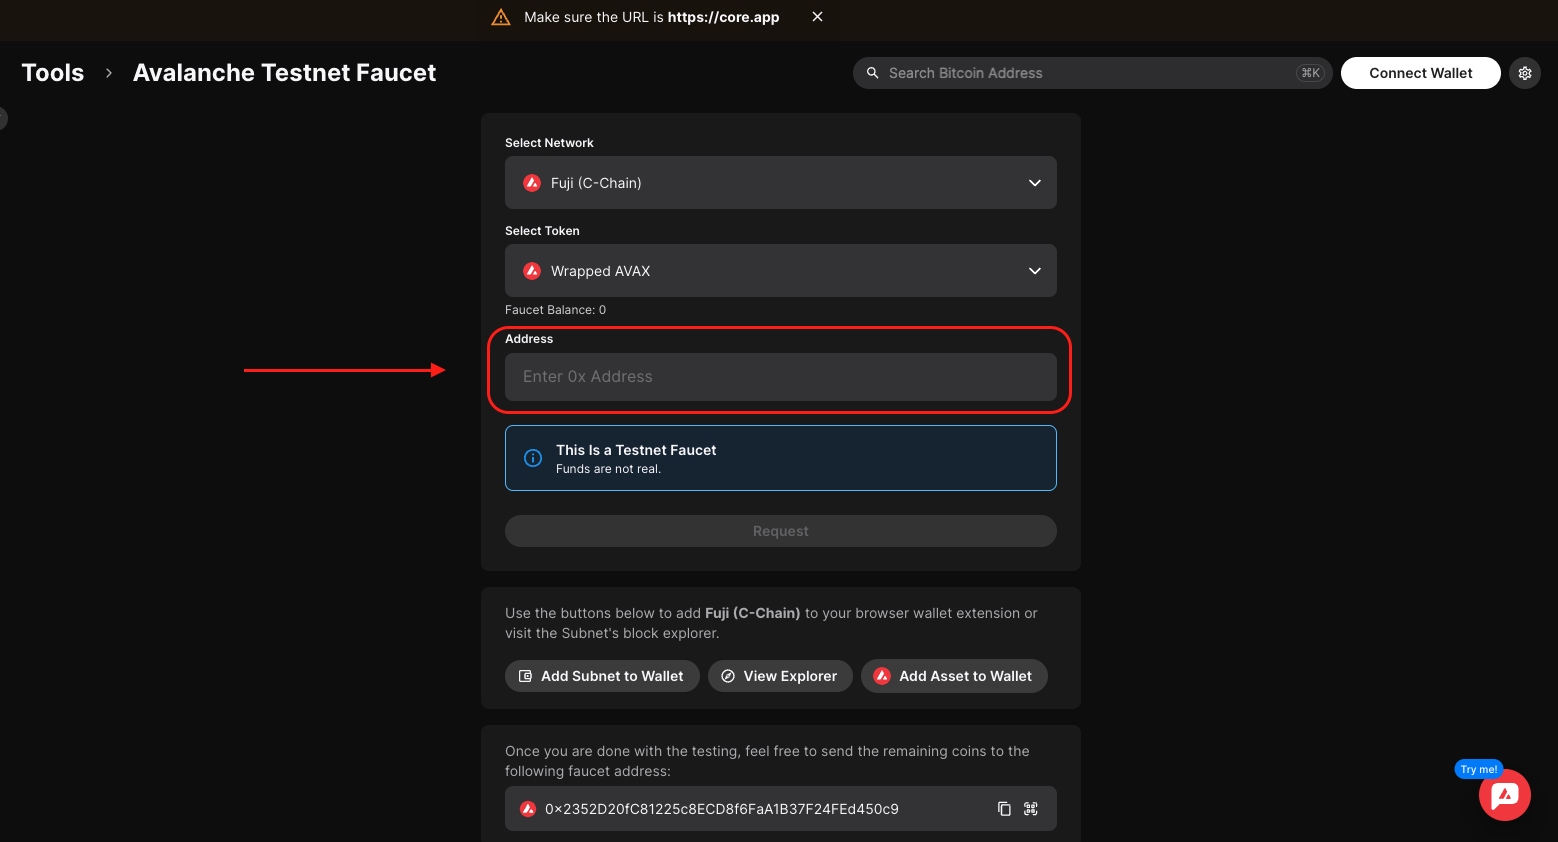 Make sure the URL is https://core.app
Tools > Avalanche Testnet Faucet
Search Bitcoin Address
⌘K
Connect Wallet
Select Network
Fuji (C-Chain)
Select Token
Wrapped AVAX
Faucet Balance: 0
Address
Enter 0x Address
This Is a Testnet Faucet
Funds are not real.
Request
Use the buttons below to add Fuji (C-Chain) to your browser wallet extension or
visit the Subnet's block explorer.
Add Subnet to Wallet
View Explorer
Add Asset to Wallet
Once you are done with the testing, feel free to send the remaining coins to the
following faucet address:
0x2352D20fC81225c8ECD8f6FaA1B37F24FEd450c9
Try me!